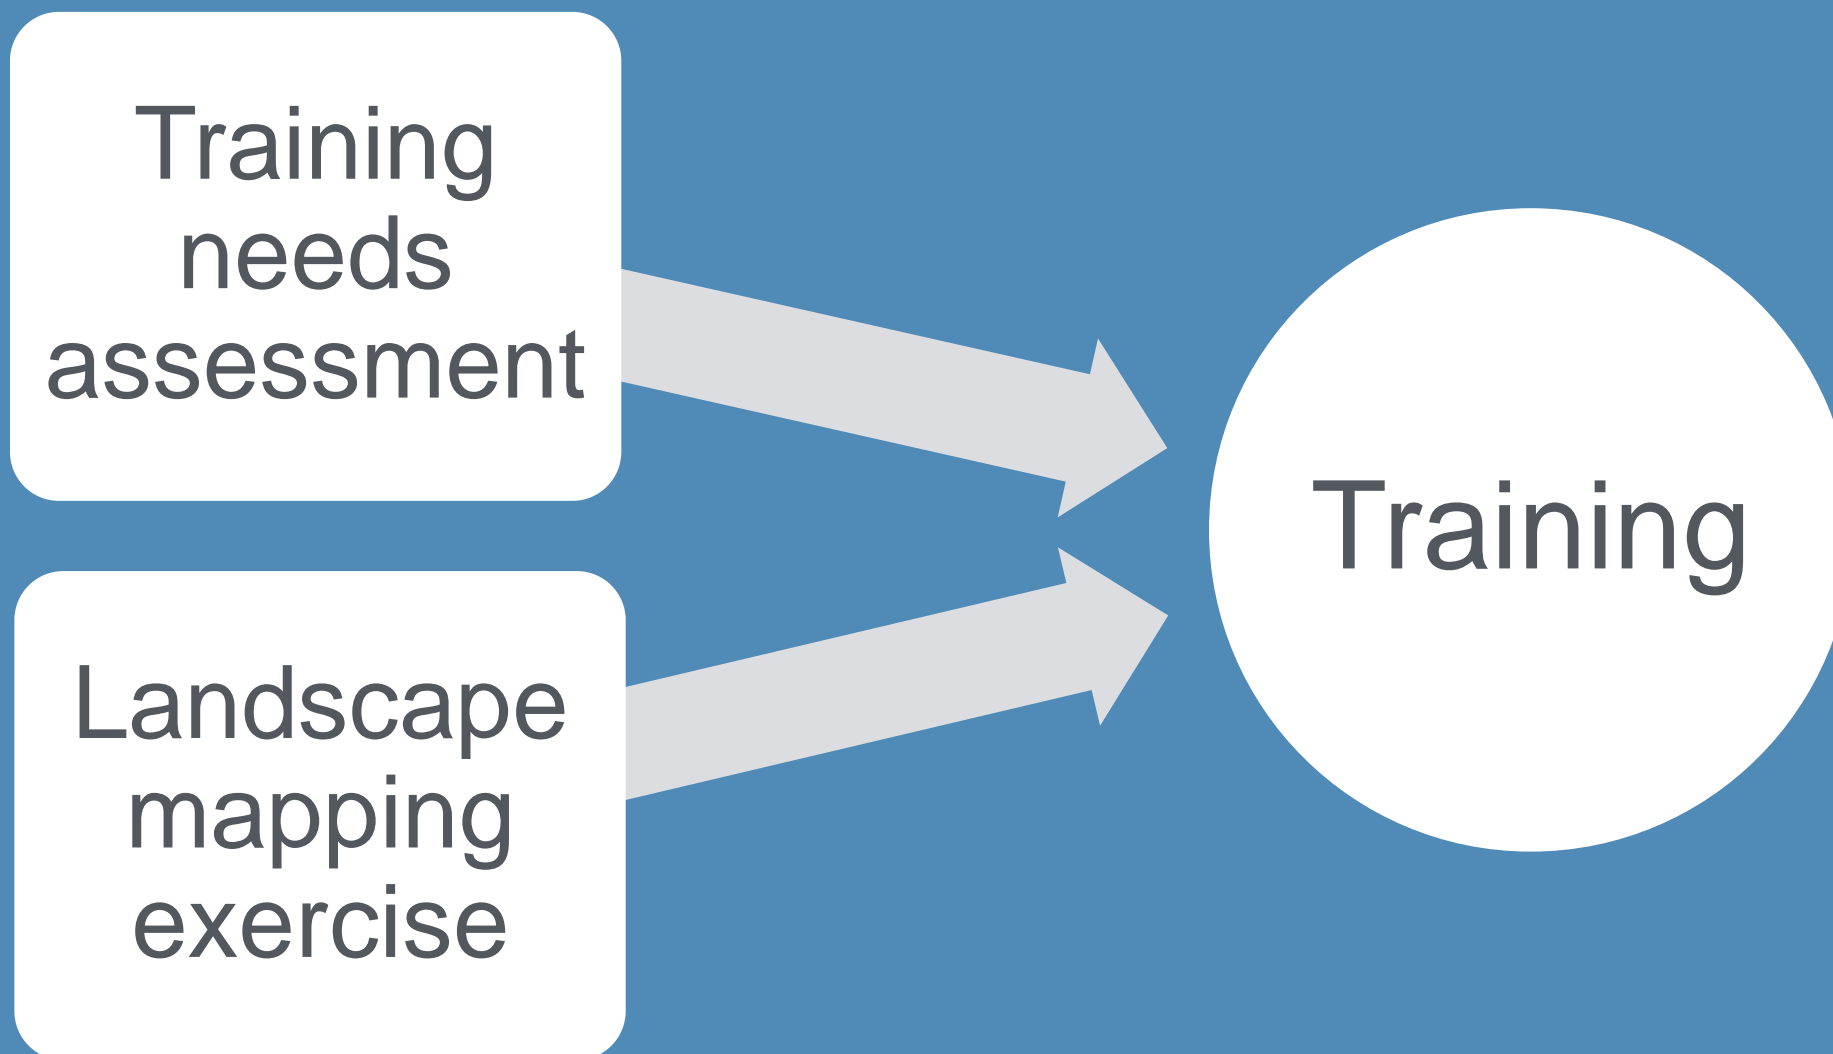 Training
needs
assessment
Landscape
mapping
exercise
Training